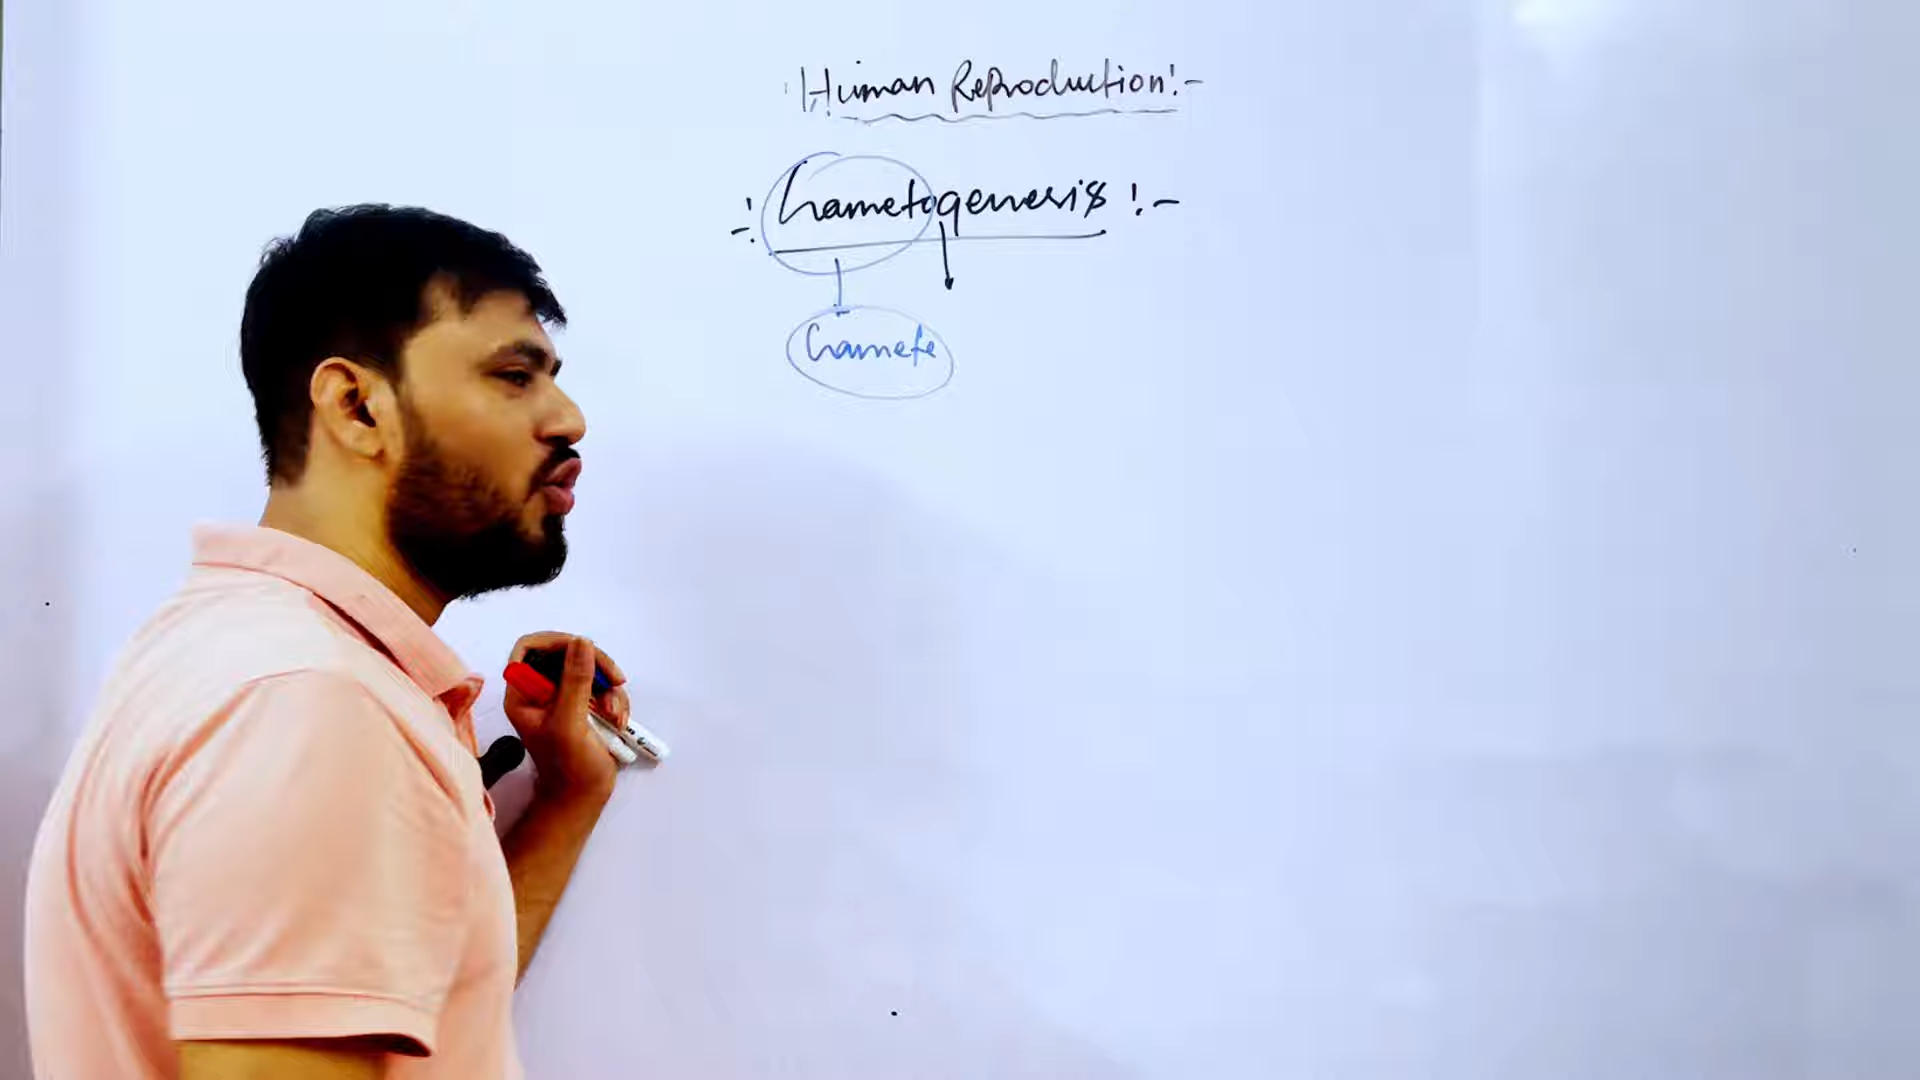 Human Reproduction :-
-: Gametogenesis :-
Gamete